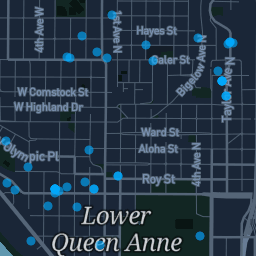 4th Ave W
1st Ave N
Hayes St
Galer St
Bigelow Ave N
Taylor Ave N
W Comstock St
W Highland Dr
Ward St
Aloha St
Olympic Pl
Roy St
4th Ave N
Lower
Queen Anne